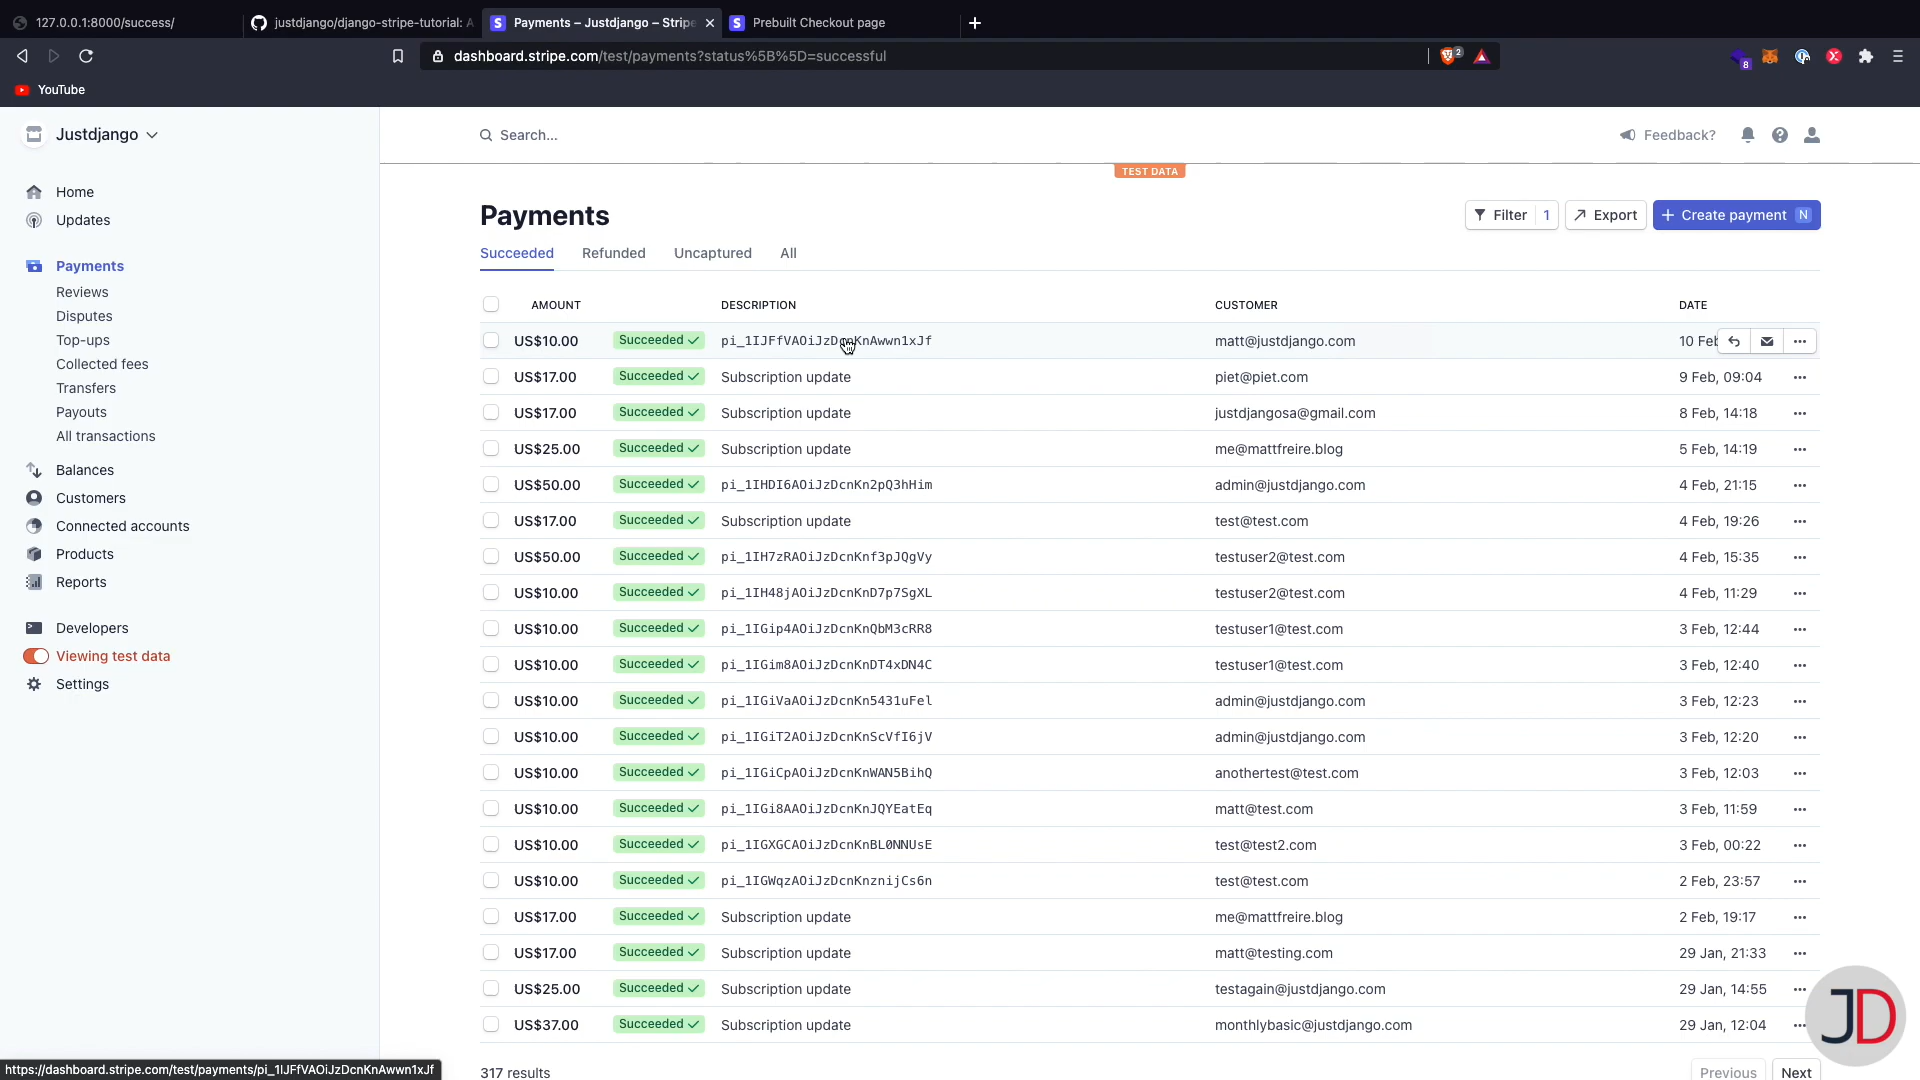 127.0.0.1:8000/success/
justdjango/django-stripe-tutorial: A
Payments – Justdjango – Stripe
Prebuilt Checkout page
dashboard.stripe.com/test/payments?status%5B%5D=successful
2
8
YouTube
Justdjango
Search...
Feedback?
TEST DATA
Home
Updates
Payments
Reviews
Disputes
Top-ups
Collected fees
Transfers
Payouts
All transactions
Balances
Customers
Connected accounts
Products
Reports
Developers
Viewing test data
Settings
Payments
Filter 1
Export
+ Create payment N
Succeeded Refunded Uncaptured All
AMOUNT DESCRIPTION CUSTOMER DATE
US$10.00 Succeeded matt@justdjango.com 10 Feb
US$17.00 Succeeded Subscription update piet@piet.com 9 Feb, 09:04
US$17.00 Succeeded Subscription update justdjangosa@gmail.com 8 Feb, 14:18
US$25.00 Succeeded Subscription update me@mattfreire.blog 5 Feb, 14:19
US$50.00 Succeeded pi_1IHDI6AOiJzDcnKn2pQ3hHim admin@justdjango.com 4 Feb, 21:15
US$17.00 Succeeded Subscription update test@test.com 4 Feb, 19:26
US$50.00 Succeeded pi_1IH7zRAOiJzDcnKnf3pJQgVy testuser2@test.com 4 Feb, 15:35
US$10.00 Succeeded pi_1IH48jAOiJzDcnKnD7p7SgXL testuser2@test.com 4 Feb, 11:29
US$10.00 Succeeded pi_1IGip4AOiJzDcnKnQbM3cRR8 testuser1@test.com 3 Feb, 12:44
US$10.00 Succeeded pi_1IGim8AOiJzDcnKnDT4xDN4C testuser1@test.com 3 Feb, 12:40
US$10.00 Succeeded pi_1IGiVaAOiJzDcnKn5431uFel admin@justdjango.com 3 Feb, 12:23
US$10.00 Succeeded pi_1IGiT2AOiJzDcnKnScVfI6jV admin@justdjango.com 3 Feb, 12:20
US$10.00 Succeeded pi_1IGiCpAOiJzDcnKnWAN5BihQ anothertest@test.com 3 Feb, 12:03
US$10.00 Succeeded pi_1IGi8AAOiJzDcnKnJQYEatEq matt@test.com 3 Feb, 11:59
US$10.00 Succeeded pi_1IGXGCAOiJzDcnKnBL0NNUsE test@test2.com 3 Feb, 00:22
US$10.00 Succeeded pi_1IGWqzAOiJzDcnKnznijCs6n test@test.com 2 Feb, 23:57
US$17.00 Succeeded Subscription update me@mattfreire.blog 2 Feb, 19:17
US$17.00 Succeeded Subscription update matt@testing.com 29 Jan, 21:33
US$25.00 Succeeded Subscription update testagain@justdjango.com 29 Jan, 14:55
US$37.00 Succeeded Subscription update monthlybasic@justdjango.com 29 Jan, 12:04
317 results
Previous Next
JD
https://dashboard.stripe.com/test/payments/pi_1IJFfVAOiJzDcnKnAwwn1xJf